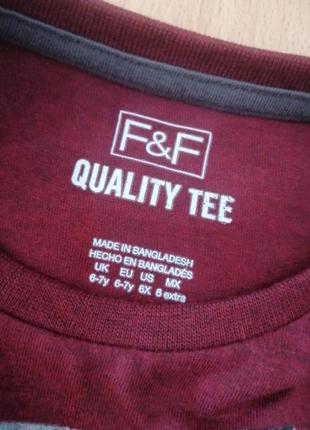 F&F
QUALITY TEE
MADE IN BANGLADESH
HECHO EN BANGLADÉS
UK EU US MX
6-7y 6-7y 6X 6 extra